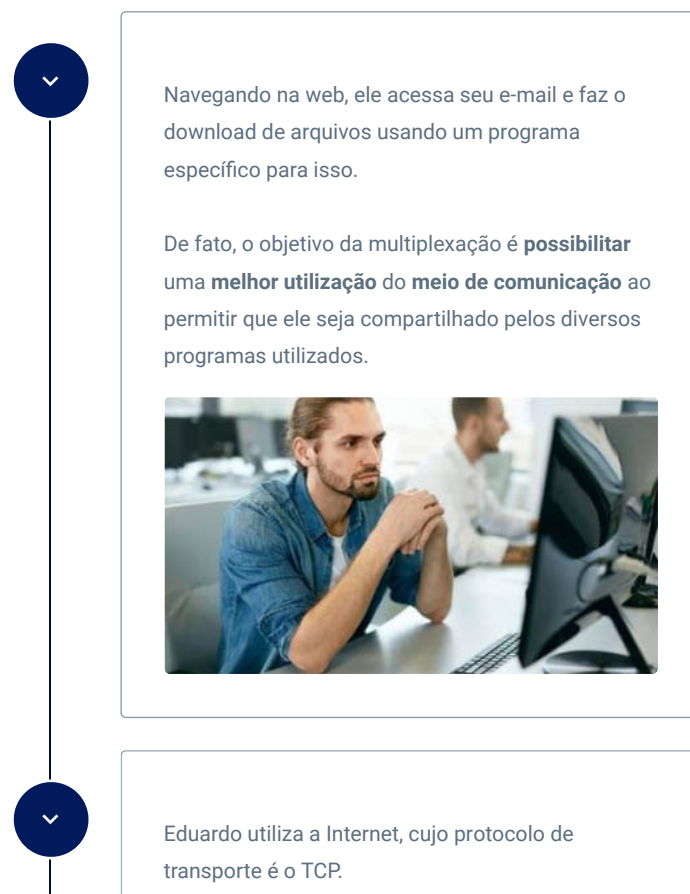 Navegando na web, ele acessa seu e-mail e faz o
download de arquivos usando um programa
específico para isso.
De fato, o objetivo da multiplexação é possibilitar
uma melhor utilização do meio de comunicação ao
permitir que ele seja compartilhado pelos diversos
programas utilizados.
Eduardo utiliza a Internet, cujo protocolo de
transporte é o TCP.